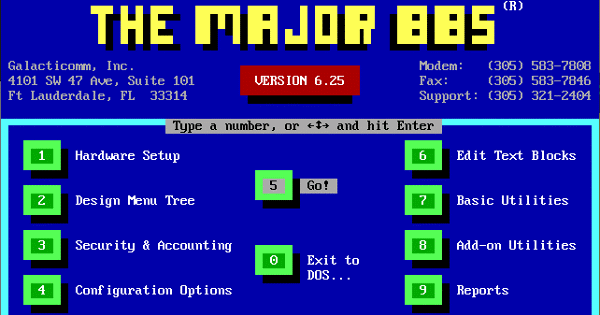 THE MAJOR BBS (R)
Galacticomm, Inc.
4101 SW 47 Ave, Suite 101
Ft Lauderdale, FL 33314
VERSION 6.25
Modem: (305) 583-7808
Fax: (305) 583-7846
Support: (305) 321-2404
Type a number, or ←↕→ and hit Enter
1 Hardware Setup
2 Design Menu Tree
3 Security & Accounting
4 Configuration Options
5 Go!
0 Exit to
DOS...
6 Edit Text Blocks
7 Basic Utilities
8 Add-on Utilities
9 Reports